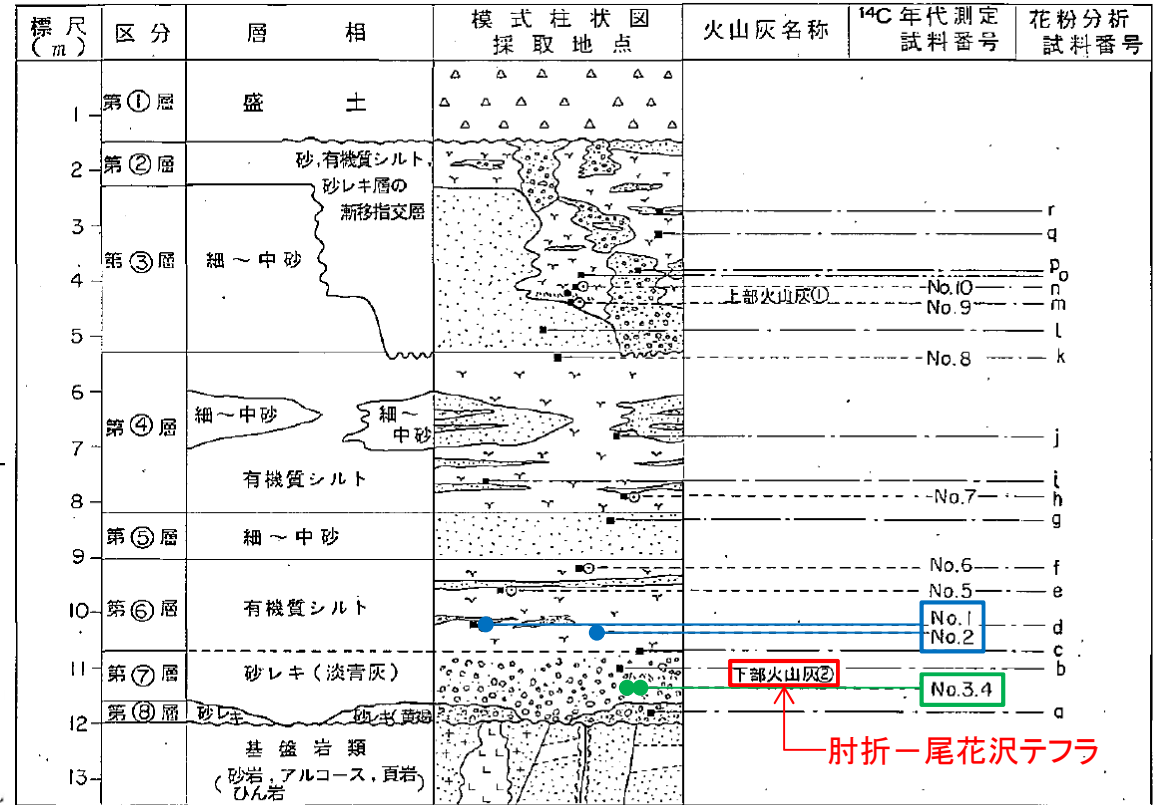 標尺
(m)
区分
層相
模式柱状図
採取地点
火山灰名称
¹⁴C年代測定
試料番号
花粉分析
試料番号
1
2
3
4
5
6
7
8
9
10
11
12
13
第①層
第②層
第③層
第④層
第⑤層
第⑥層
第⑦層
第⑧層
盛土
砂,有機質シルト,
砂レキ層の
漸移指交層
細~中砂
細~中砂
細~
中砂
有機質シルト
細~中砂
有機質シルト
砂レキ(淡青灰)
砂レキ
基盤岩類
(砂岩,アルコース,頁岩)
ひん岩
上部火山灰①
下部火山灰②
肘折-尾花沢テフラ
No.10
No.9
No.8
No.7
No.6
No.5
No.1
No.2
No.3.4
r
q
p
o
n
m
l
k
j
i
h
g
f
e
d
c
b
a